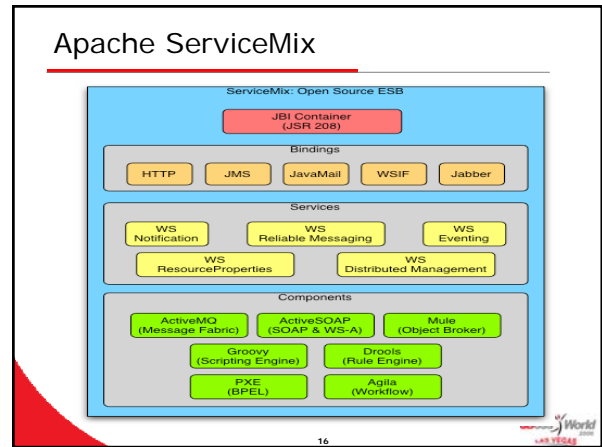 Apache ServiceMix
ServiceMix: Open Source ESB
JBI Container
(JSR 208)
Bindings
HTTP
JMS
JavaMail
WSIF
Jabber
Services
WS
Notification
WS
Reliable Messaging
WS
Eventing
WS
ResourceProperties
WS
Distributed Management
Components
ActiveMQ
(Message Fabric)
ActiveSOAP
(SOAP & WS-A)
Mule
(Object Broker)
Groovy
(Scripting Engine)
Drools
(Rule Engine)
PXE
(BPEL)
Agila
(Workflow)
16
World
LAS VEGAS